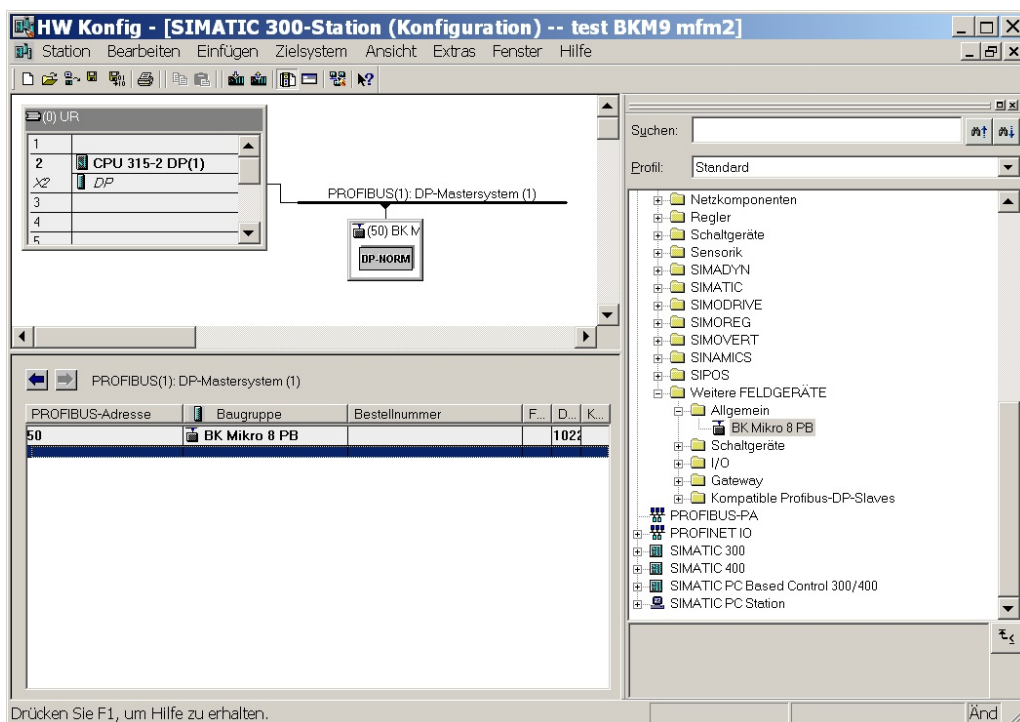 HW Konfig - [SIMATIC 300-Station (Konfiguration) -- test BKM9 mfm2]
Station Bearbeiten Einfügen Zielsystem Ansicht Extras Fenster Hilfe
(0) UR
1
2 CPU 315-2 DP(1)
X2 DP
3
4
5
PROFIBUS(1): DP-Mastersystem (1)
(50) BK M
DP-NORM
PROFIBUS(1): DP-Mastersystem (1)
PROFIBUS-Adresse Baugruppe Bestellnummer F... D... K...
50 BK Mikro 8 PB 1022
Suchen:
Profil: Standard
Netzkomponenten
Regler
Schaltgeräte
Sensorik
SIMADYN
SIMATIC
SIMODRIVE
SIMOREG
SIMOVERT
SINAMICS
SIPOS
Weitere FELDGERÄTE
Allgemein
BK Mikro 8 PB
Schaltgeräte
I/O
Gateway
Kompatible Profibus-DP-Slaves
PROFIBUS-PA
PROFINET IO
SIMATIC 300
SIMATIC 400
SIMATIC PC Based Control 300/400
SIMATIC PC Station
Drücken Sie F1, um Hilfe zu erhalten.
Änd